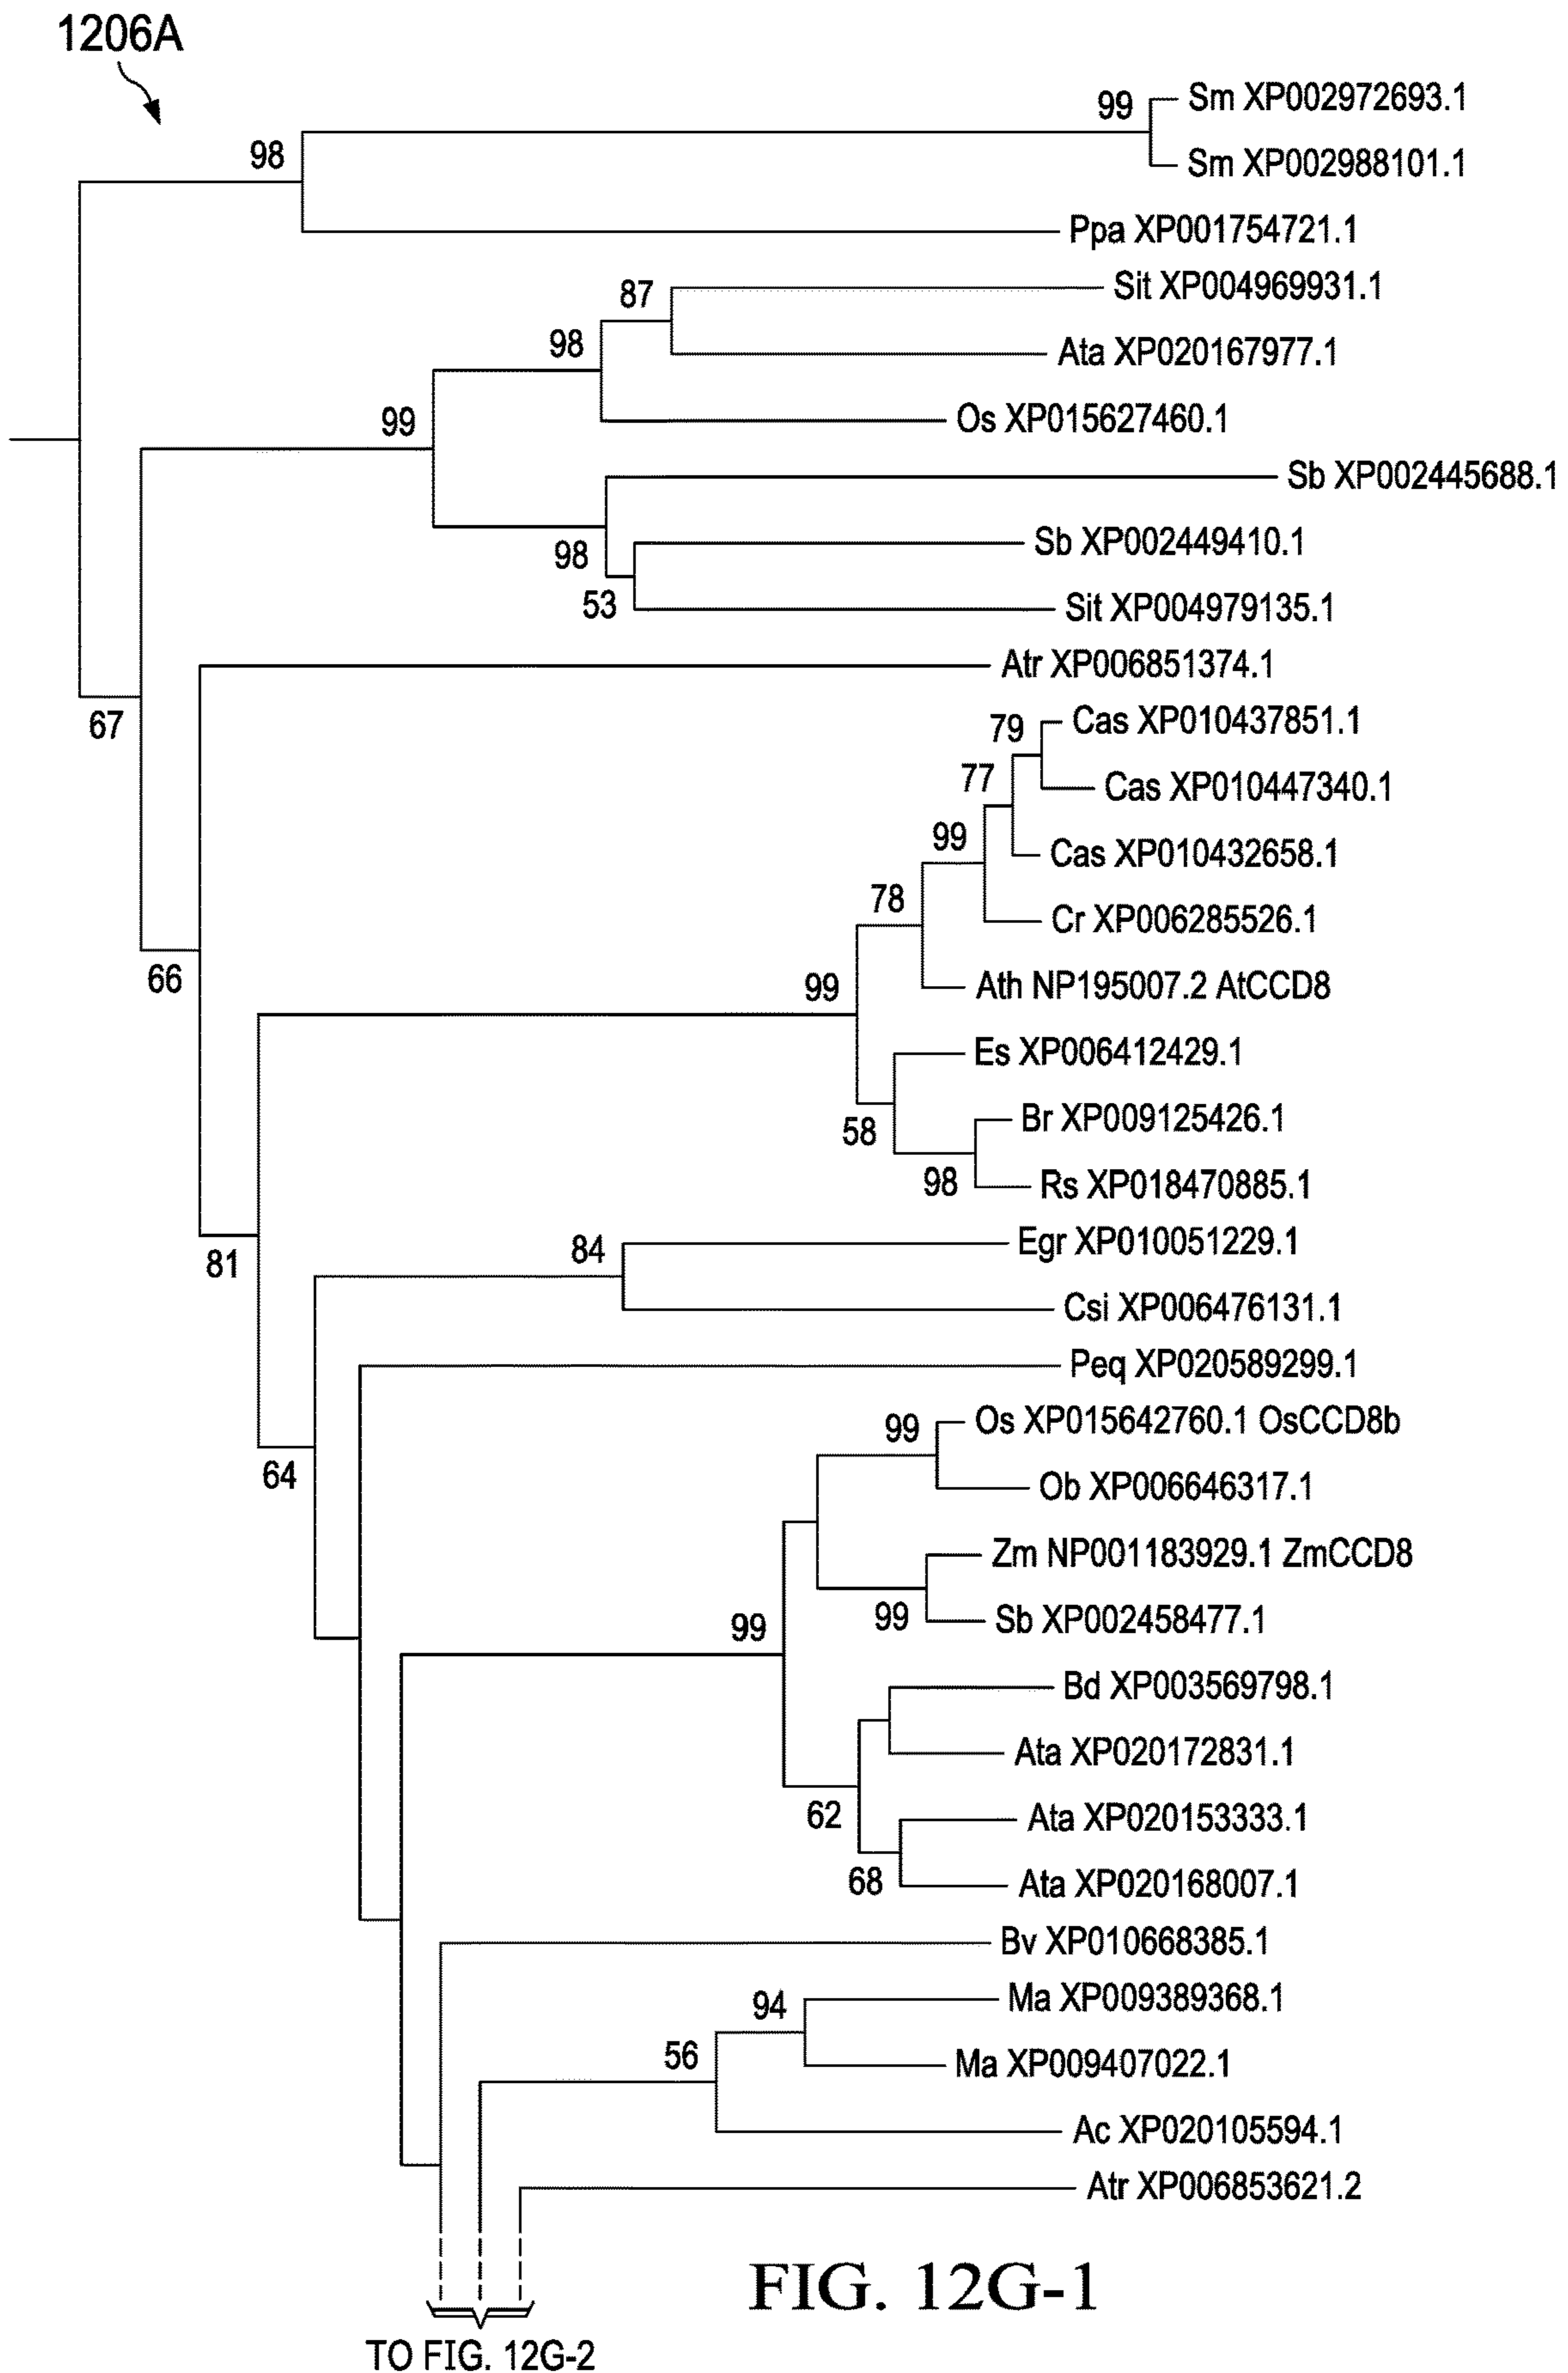 1206A
99
Sm XP002972693.1
98
Sm XP002988101.1
Ppa XP001754721.1
87
Sit XP004969931.1
98
Ata XP020167977.1
99
Os XP015627460.1
Sb XP002445688.1
98
Sb XP002449410.1
53
Sit XP004979135.1
Atr XP006851374.1
67
79
Cas XP010437851.1
77
Cas XP010447340.1
99
Cas XP010432658.1
78
Cr XP006285526.1
66
99
Ath NP195007.2 AtCCD8
Es XP006412429.1
58
Br XP009125426.1
98
Rs XP018470885.1
81
84
Egr XP010051229.1
Csi XP006476131.1
Peq XP020589299.1
64
99
Os XP015642760.1 OsCCD8b
Ob XP006646317.1
Zm NP001183929.1 ZmCCD8
99
99
Sb XP002458477.1
Bd XP003569798.1
Ata XP020172831.1
62
Ata XP020153333.1
68
Ata XP020168007.1
Bv XP010668385.1
94
Ma XP009389368.1
56
Ma XP009407022.1
Ac XP020105594.1
Atr XP006853621.2
FIG. 12G-1
TO FIG. 12G-2